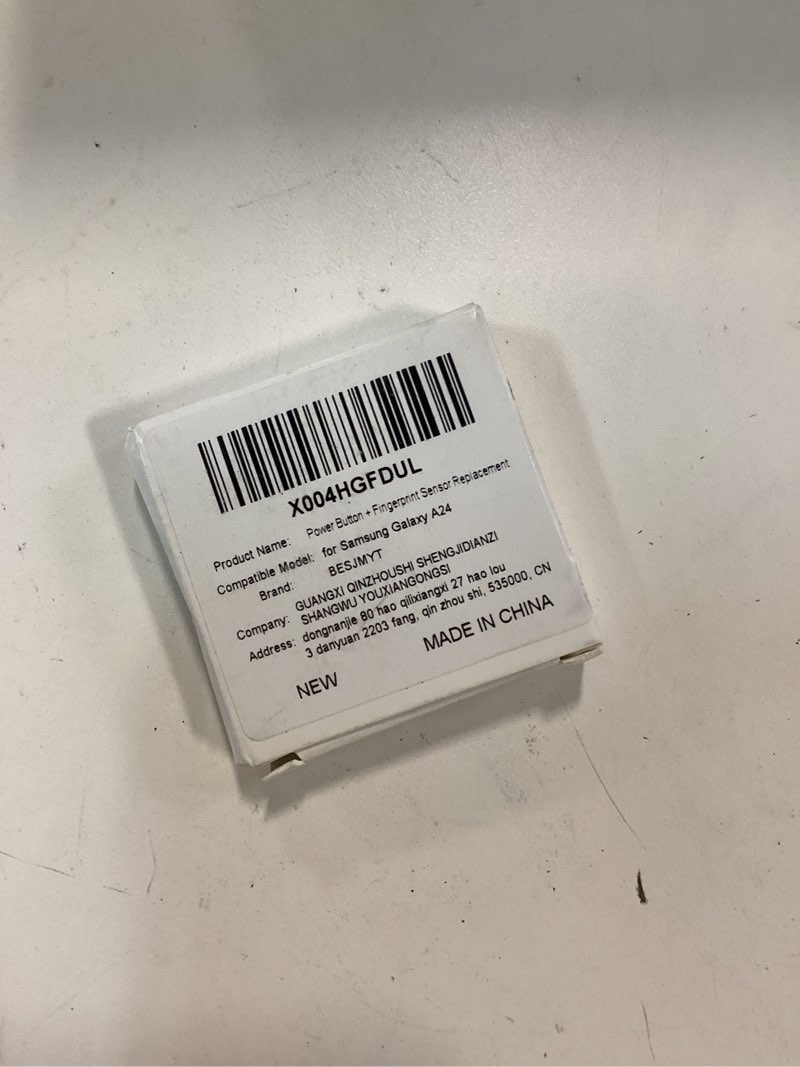 X004HGFDUL
Product Name: Power Button + Fingerprint Sensor Replacement
Compatible Model: for Samsung Galaxy A24
Brand: BESJMYT
Company: GUANGXI QINZHOUSHI SHENGJIDIANZI
SHANGWU YOUXIANGONGSI
Address: dongnanjie 80 hao qilixiangxi 27 hao lou
3 danyuan 2203 fang, qin zhou shi, 535000, CN
NEW MADE IN CHINA